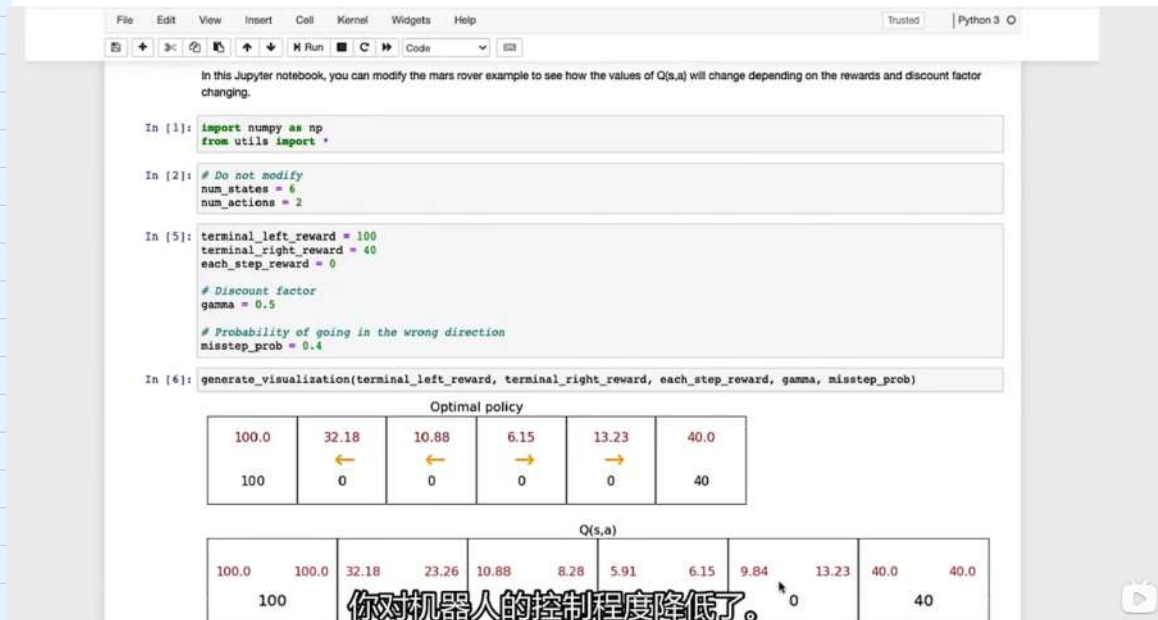 File Edit View Insert Cell Kernel Widgets Help Trusted Python 3
Run Code
In this Jupyter notebook, you can modify the mars rover example to see how the values of Q(s,a) will change depending on the rewards and discount factor
changing.
In [1]: import numpy as np
from utils import *
In [2]: # Do not modify
num_states = 6
num_actions = 2
In [5]: terminal_left_reward = 100
terminal_right_reward = 40
each_step_reward = 0
# Discount factor
gamma = 0.5
# Probability of going in the wrong direction
misstep_prob = 0.4
In [6]: generate_visualization(terminal_left_reward, terminal_right_reward, each_step_reward, gamma, misstep_prob)
Optimal policy
100.0 32.18 10.88 6.15 13.23 40.0
← ← → →
100 0 0 0 0 40
Q(s,a)
100.0 100.0 32.18 23.26 10.88 8.28 5.91 6.15 9.84 13.23 40.0 40.0
100 0 40
你对机器人的控制程度降低了。